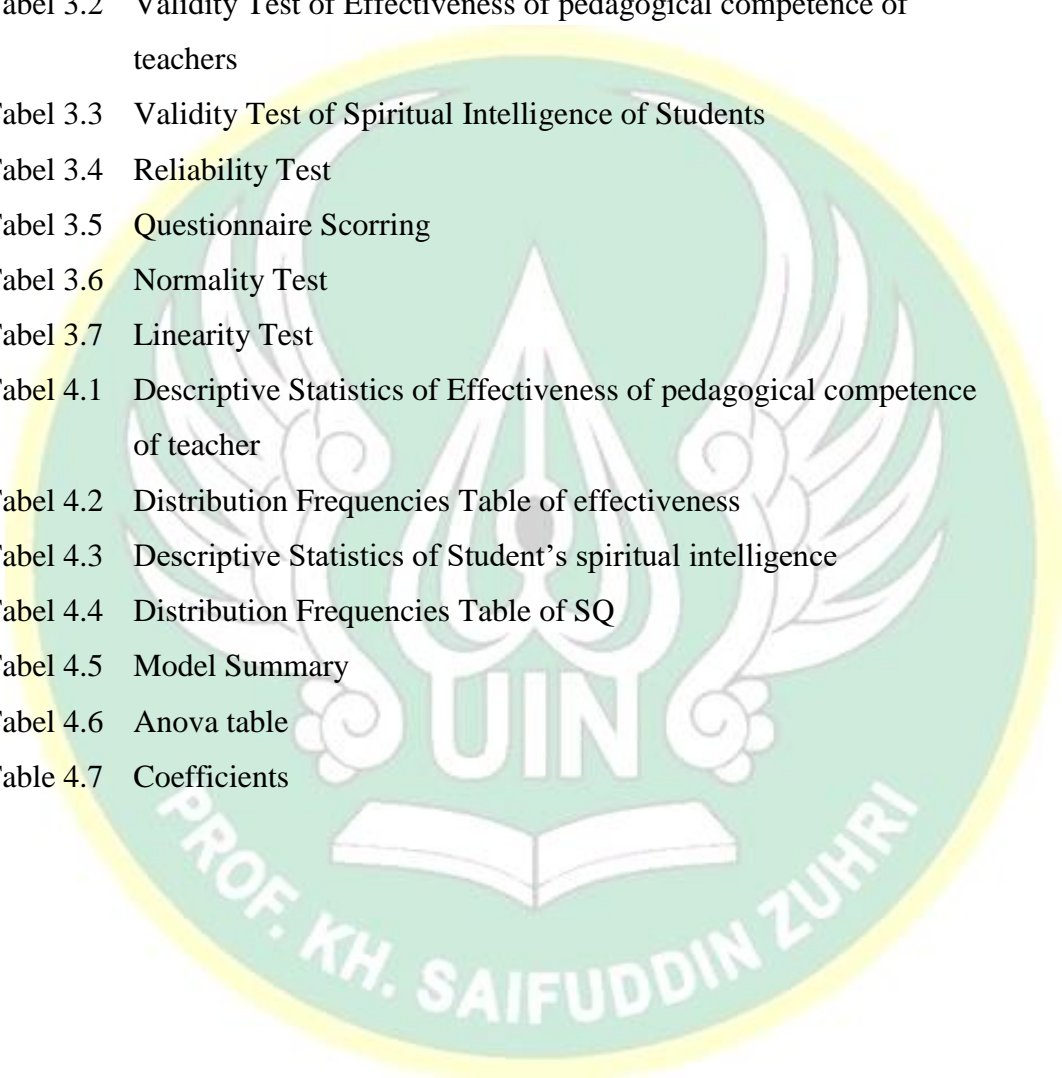 Tabel 3.2 Validity Test of Effectiveness of pedagogical competence of
teachers
Tabel 3.3 Validity Test of Spiritual Intelligence of Students
Tabel 3.4 Reliability Test
Tabel 3.5 Questionnaire Scorring
Tabel 3.6 Normality Test
Tabel 3.7 Linearity Test
Tabel 4.1 Descriptive Statistics of Effectiveness of pedagogical competence
of teacher
Tabel 4.2 Distribution Frequencies Table of effectiveness
Tabel 4.3 Descriptive Statistics of Student’s spiritual intelligence
Tabel 4.4 Distribution Frequencies Table of SQ
Tabel 4.5 Model Summary
Tabel 4.6 Anova table
Table 4.7 Coefficients
UIN
PROF. KH. SAIFUDDIN ZUHRI